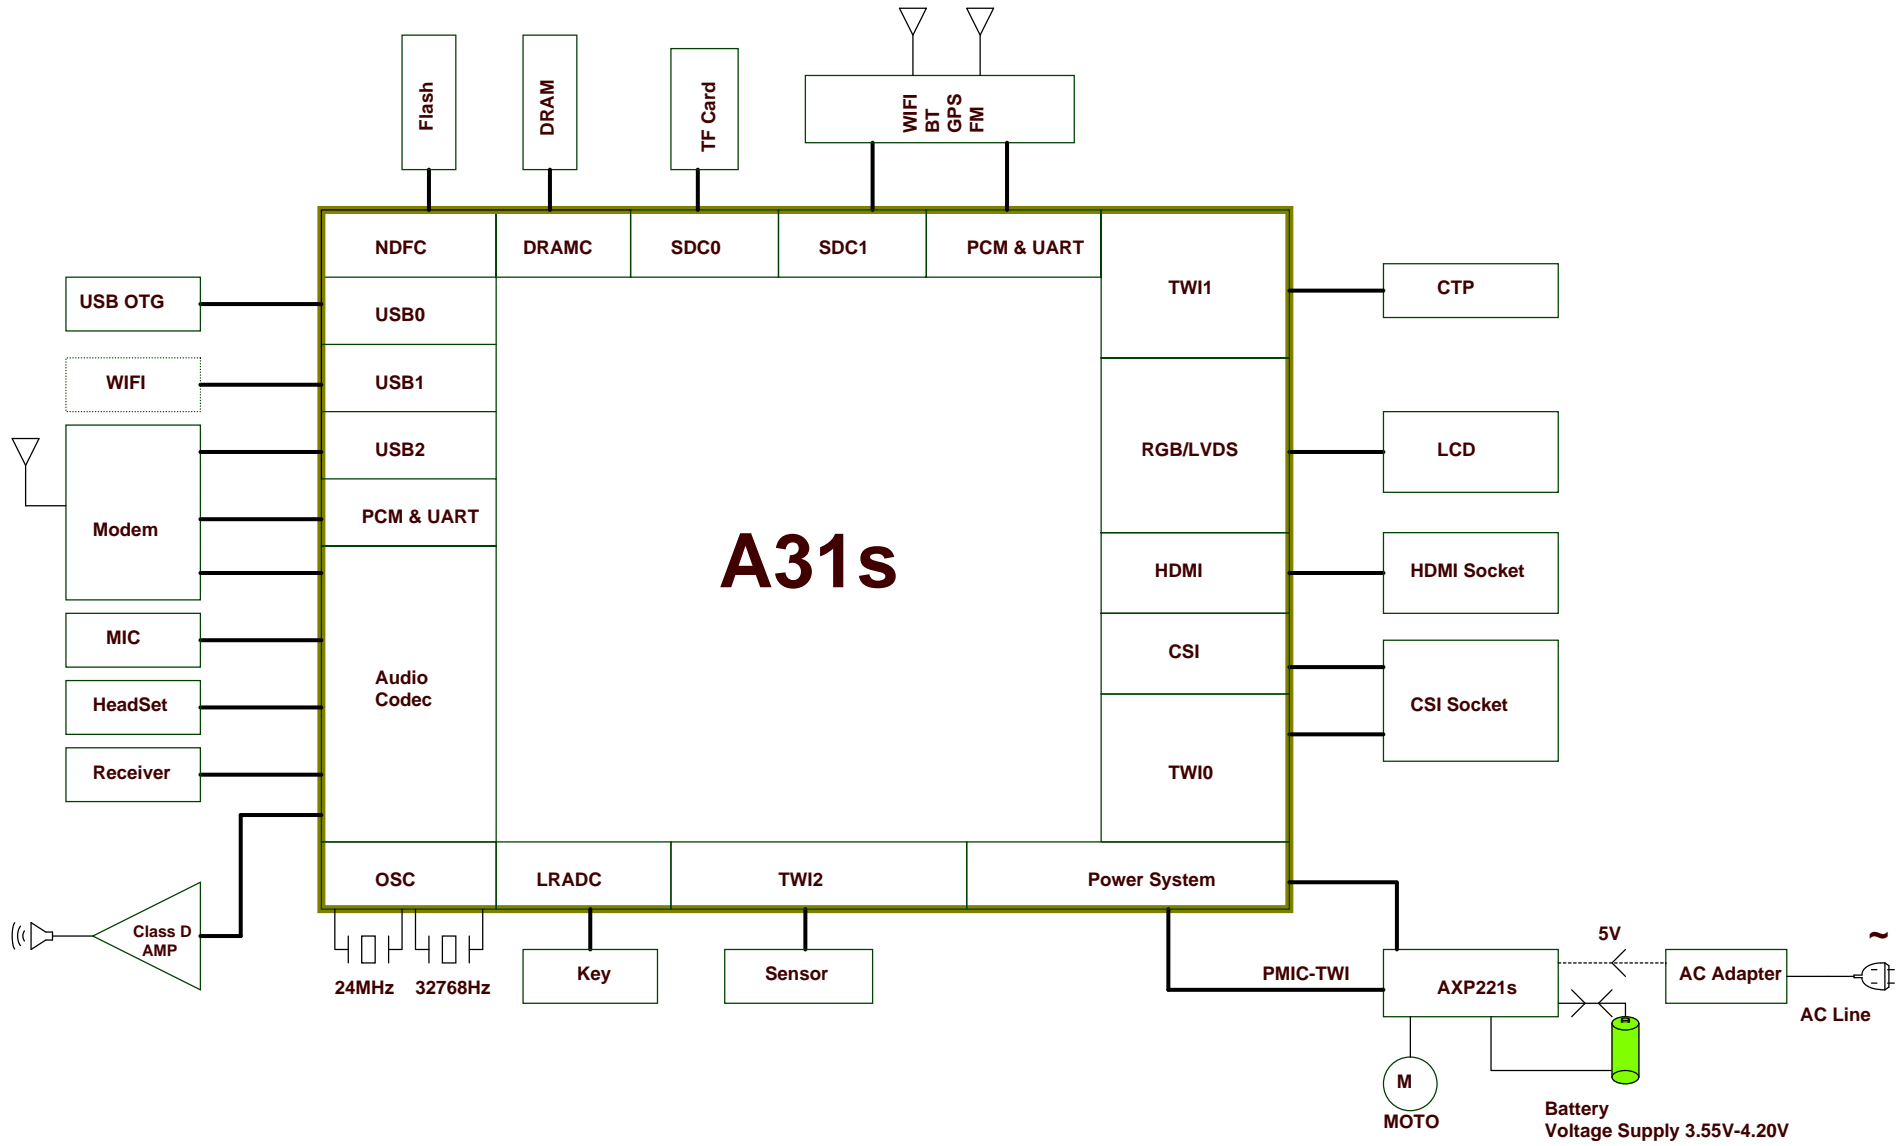 Flash
DRAM
TF Card
WIFI
BT
GPS
FM
NDFC
DRAMC
SDC0
SDC1
PCM & UART
TWI1
CTP
USB OTG
USB0
WIFI
USB1
USB2
RGB/LVDS
LCD
Modem
PCM & UART
A31s
HDMI
HDMI Socket
MIC
CSI
Audio
Codec
HeadSet
CSI Socket
Receiver
TWI0
OSC
LRADC
TWI2
Power System
Class D
AMP
24MHz
32768Hz
Key
Sensor
PMIC-TWI
AXP221s
5V
AC Adapter
~
AC Line
M
MOTO
Battery
Voltage Supply 3.55V-4.20V